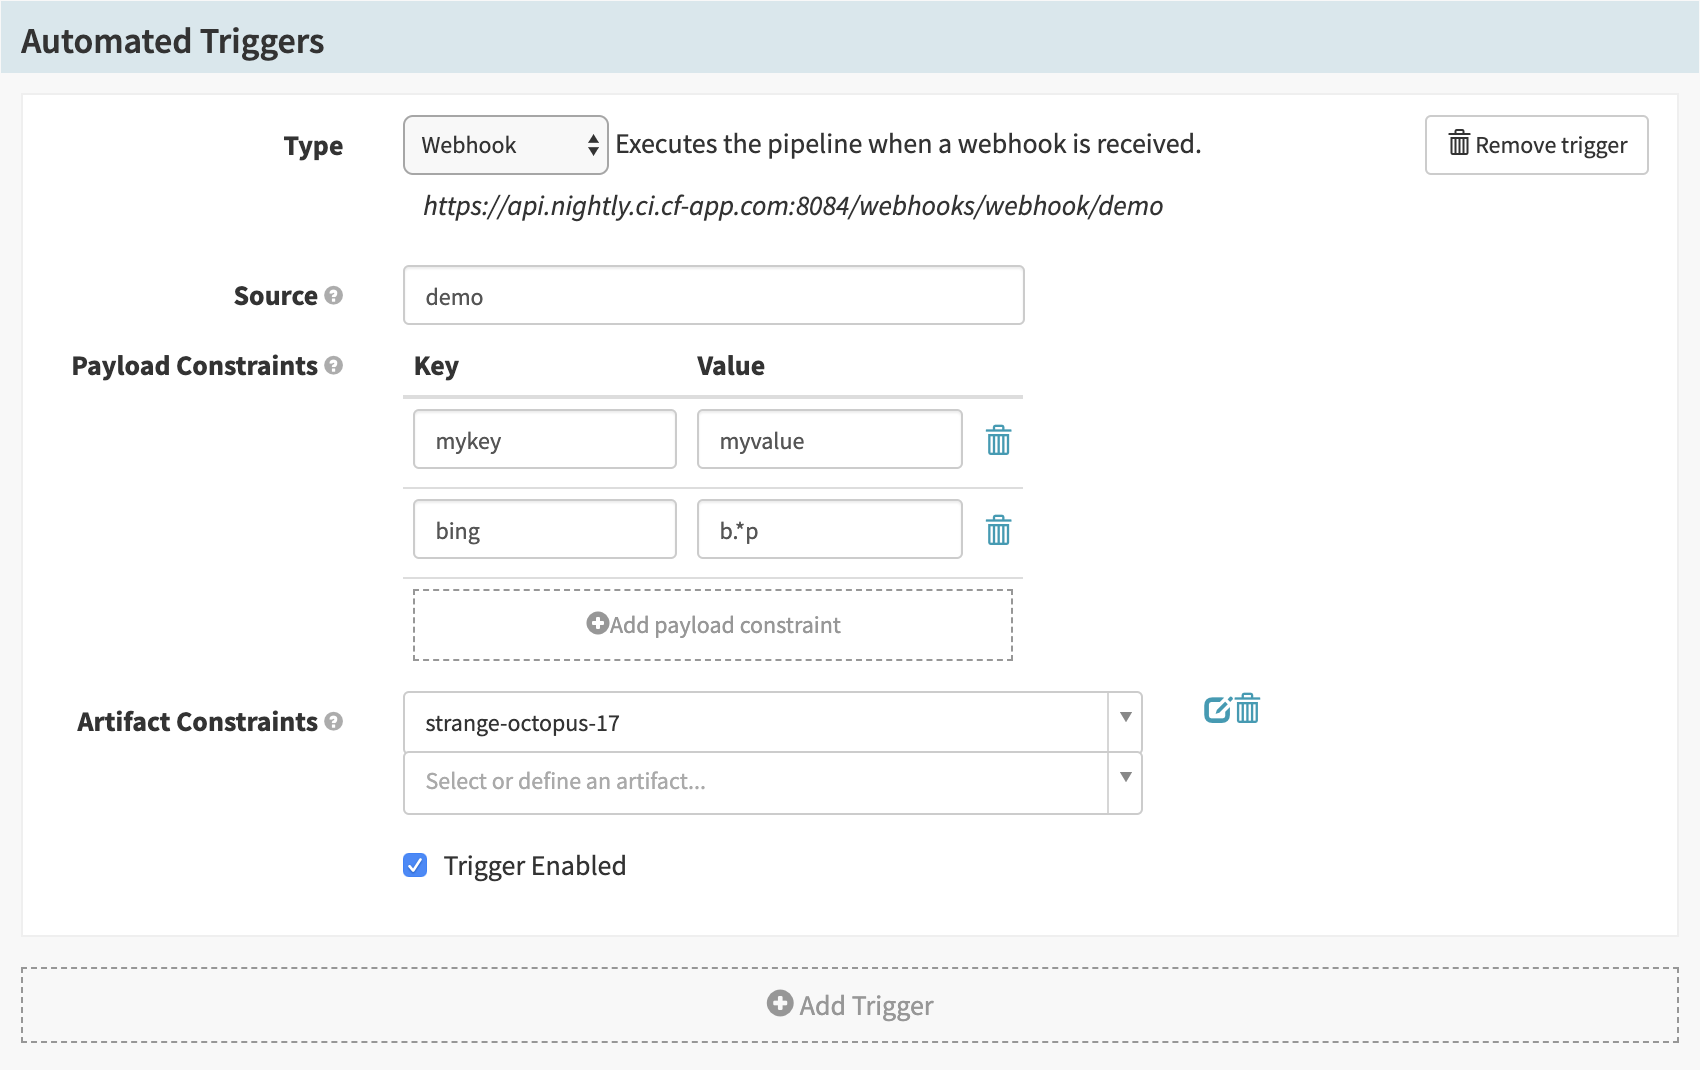 Automated Triggers
Type
Webhook
Executes the pipeline when a webhook is received.
Remove trigger
https://api.nightly.ci.cf-app.com:8084/webhooks/webhook/demo
Source
demo
Payload Constraints
Key Value
mykey myvalue
bing b.*p
Add payload constraint
Artifact Constraints
strange-octopus-17
Select or define an artifact...
Trigger Enabled
Add Trigger